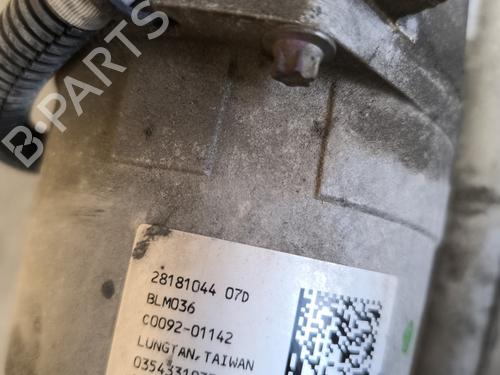 B-PARTS
28181044 07D
BLM036
C0092-01142
LUNGTAN, TAIWAN